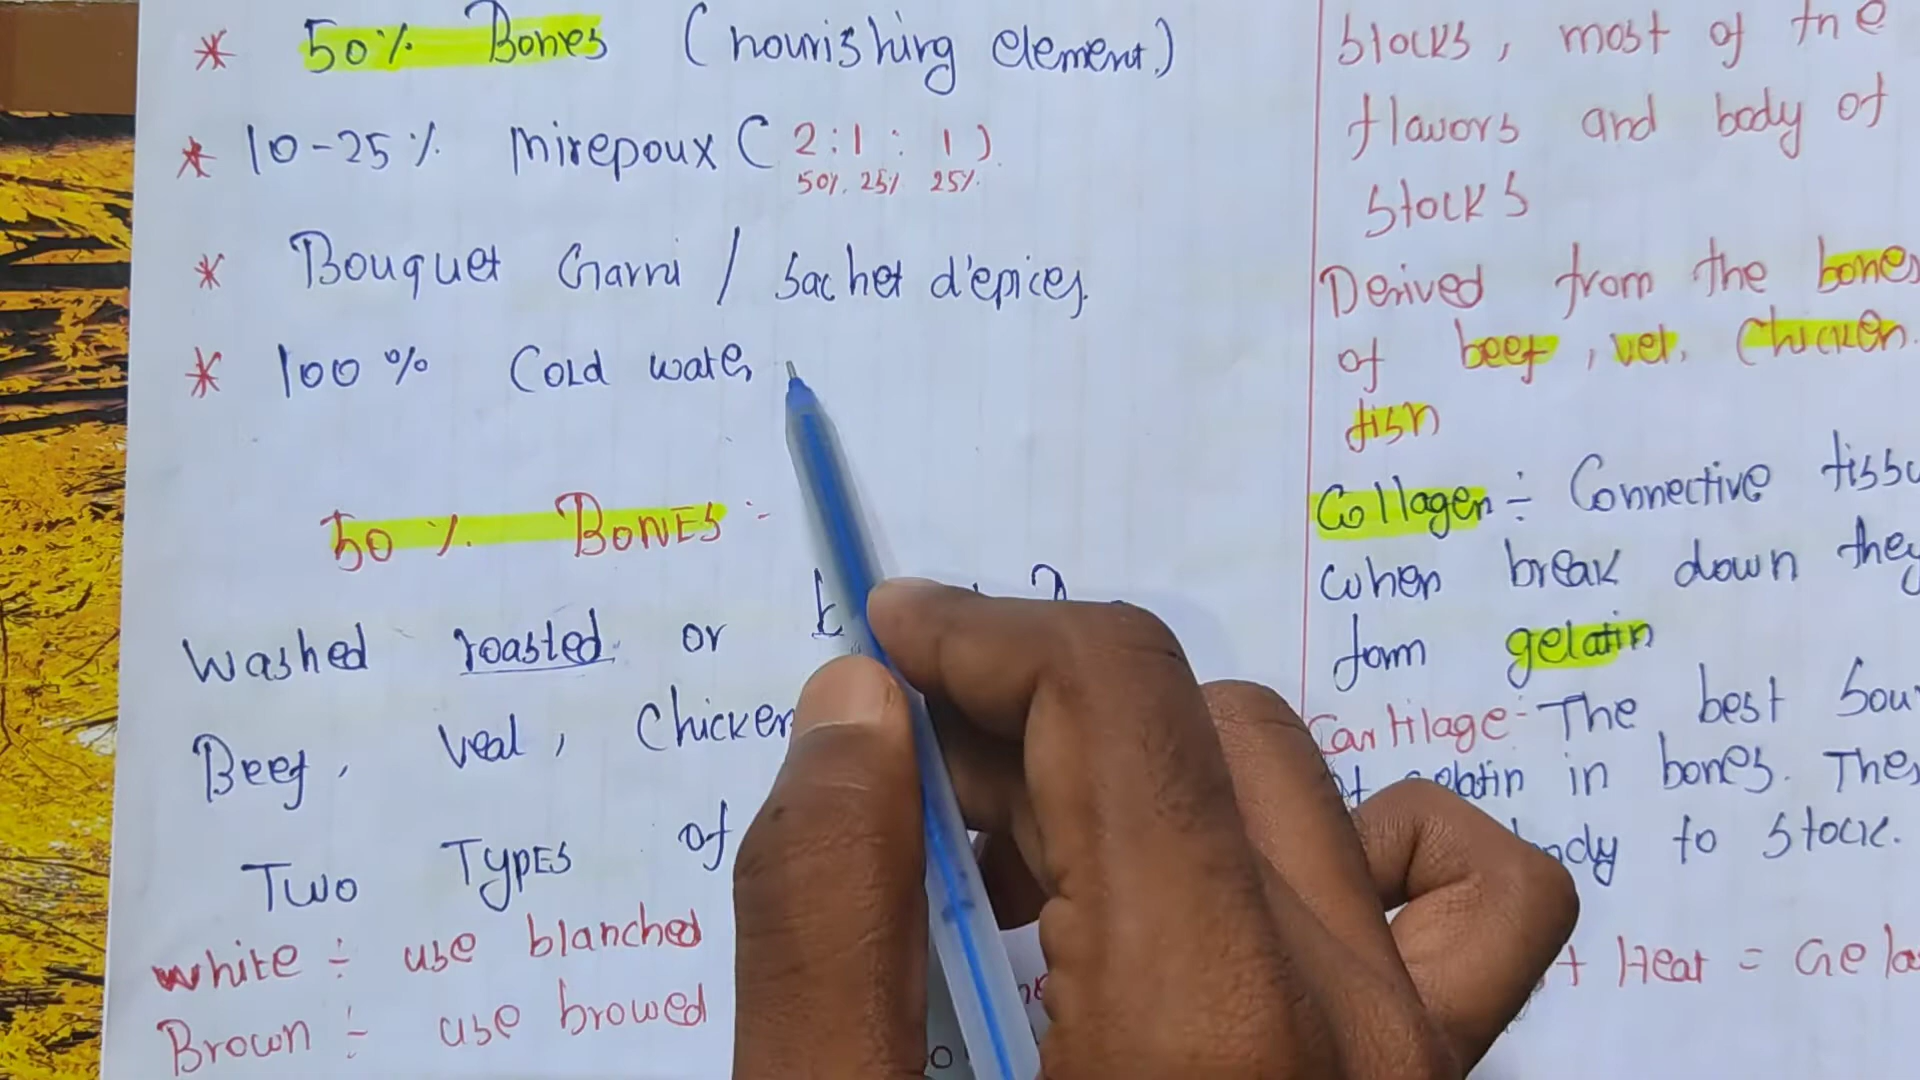 * 50% Bones (nourishing element)
* 10-25% mirepoux (2:1:1)
50%. 25% 25%.
* Bouquet Garni / Sachet d'epices.
* 100% Cold water
50% BONES :-
washed roasted or
Beef, veal, Chicken
Two TypES of
white ÷ use blanched
Brown ÷ use browed
stocks, most of the
flavors and body of
stocks
Derived from the bones
of beef, vel, Chicken.
fish
Collagen ÷ Connective tissu
when break down they
form gelatin
Cartilage:- The best Sour
of gelatin in bones. They
body to stock.
+ Heat = Gela